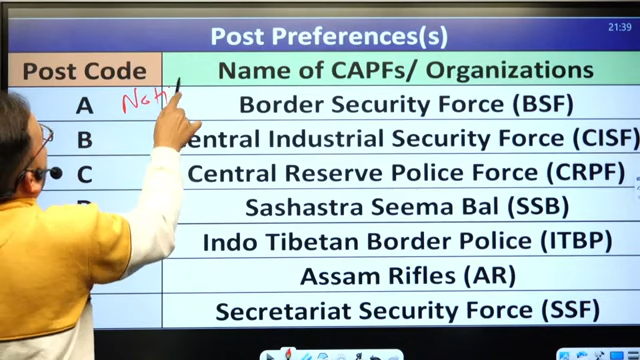 21:39
Post Preferences(s)
Post Code Name of CAPFs/ Organizations
A Border Security Force (BSF)
B Central Industrial Security Force (CISF)
C Central Reserve Police Force (CRPF)
Sashastra Seema Bal (SSB)
Indo Tibetan Border Police (ITBP)
Assam Rifles (AR)
Secretariat Security Force (SSF)